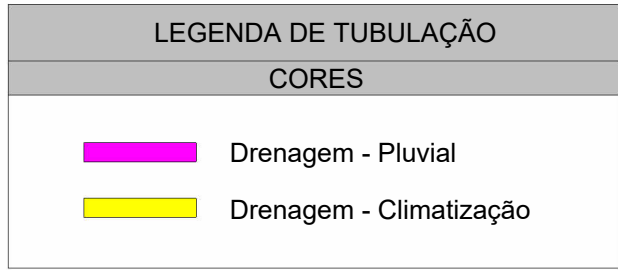 LEGENDA DE TUBULAÇÃO
CORES
Drenagem - Pluvial
Drenagem - Climatização